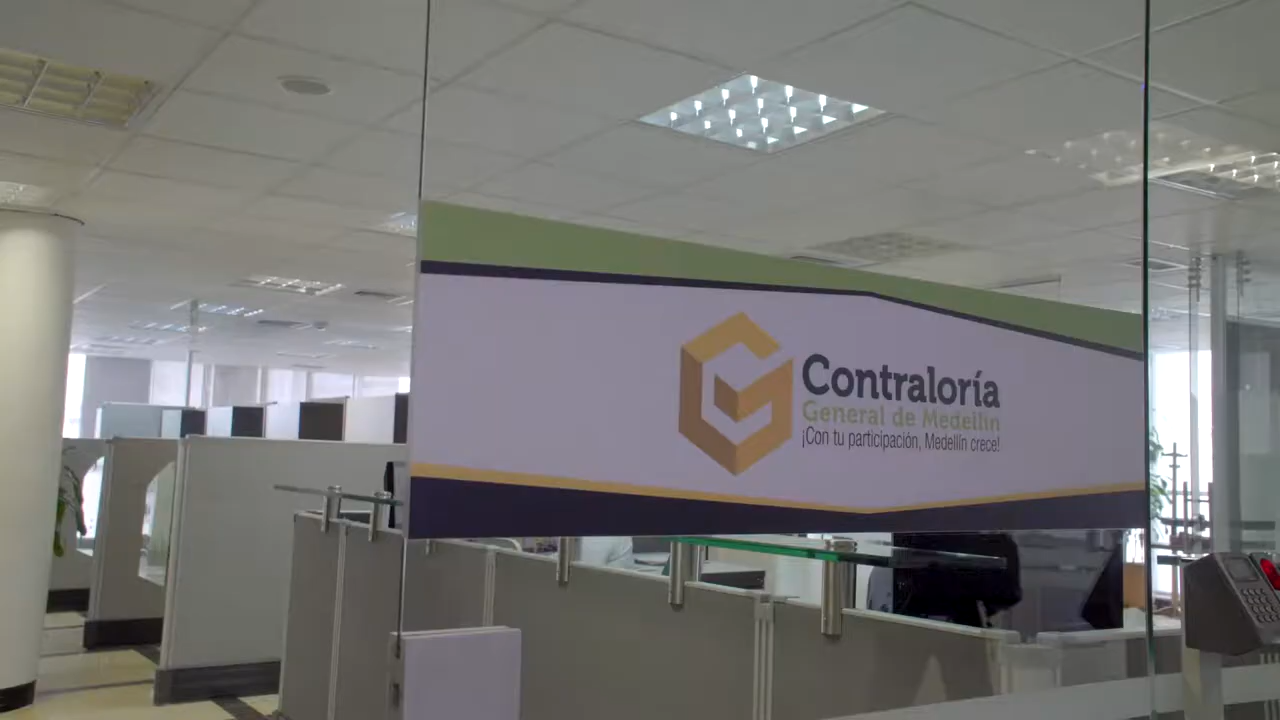 Contraloría
General de Medellín
¡Con tu participación, Medellín crece!